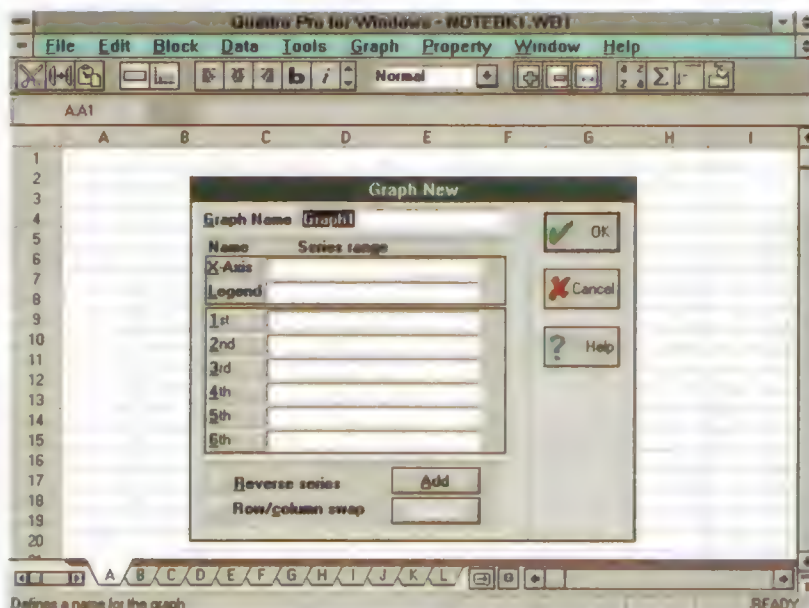 Quattro Pro for Windows - NOTEBK1.WB1
File Edit Block Data Tools Graph Property Window Help
b i Normal
A:A1
A B C D E F G H I
1
2
3
4
5
6
7
8
9
10
11
12
13
14
15
16
17
18
19
20
Graph New
Graph Name Graph1
Name Series range
X-Axis
Legend
1st
2nd
3rd
4th
5th
6th
OK
Cancel
Help
Reverse series Add
Row/column swap
A B C D E F G H I J K L G
Defines a name for the graph READY